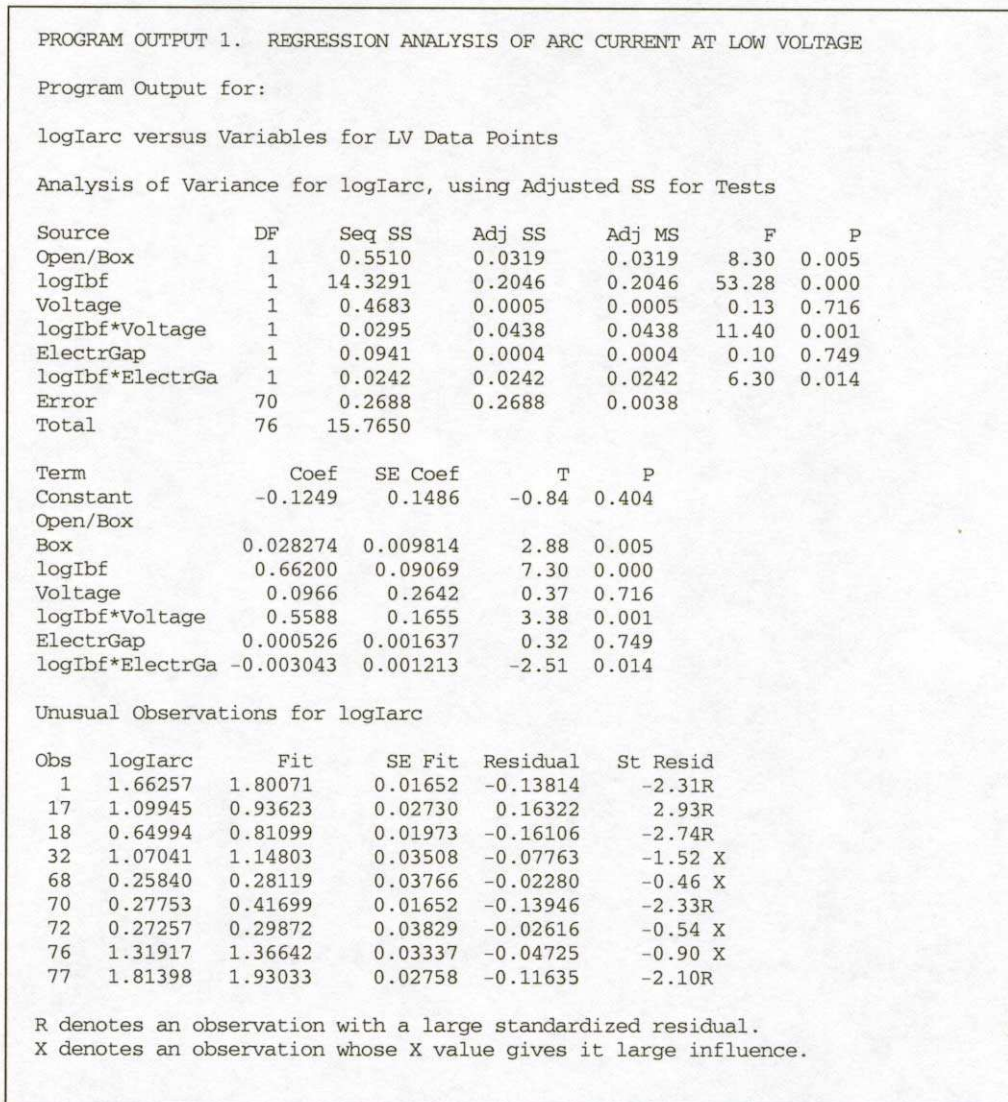 PROGRAM OUTPUT 1. REGRESSION ANALYSIS OF ARC CURRENT AT LOW VOLTAGE
Program Output for:
logIarc versus Variables for LV Data Points
Analysis of Variance for logIarc, using Adjusted SS for Tests
Source DF Seq SS Adj SS Adj MS F P
Open/Box 1 0.5510 0.0319 0.0319 8.30 0.005
logIbf 1 14.3291 0.2046 0.2046 53.28 0.000
Voltage 1 0.4683 0.0005 0.0005 0.13 0.716
logIbf*Voltage 1 0.0295 0.0438 0.0438 11.40 0.001
ElectrGap 1 0.0941 0.0004 0.0004 0.10 0.749
logIbf*ElectrGa 1 0.0242 0.0242 0.0242 6.30 0.014
Error 70 0.2688 0.2688 0.0038
Total 76 15.7650
Term Coef SE Coef T P
Constant -0.1249 0.1486 -0.84 0.404
Open/Box
Box 0.028274 0.009814 2.88 0.005
logIbf 0.66200 0.09069 7.30 0.000
Voltage 0.0966 0.2642 0.37 0.716
logIbf*Voltage 0.5588 0.1655 3.38 0.001
ElectrGap 0.000526 0.001637 0.32 0.749
logIbf*ElectrGa -0.003043 0.001213 -2.51 0.014
Unusual Observations for logIarc
Obs logIarc Fit SE Fit Residual St Resid
1 1.66257 1.80071 0.01652 -0.13814 -2.31R
17 1.09945 0.93623 0.02730 0.16322 2.93R
18 0.64994 0.81099 0.01973 -0.16106 -2.74R
32 1.07041 1.14803 0.03508 -0.07763 -1.52 X
68 0.25840 0.28119 0.03766 -0.02280 -0.46 X
70 0.27753 0.41699 0.01652 -0.13946 -2.33R
72 0.27257 0.29872 0.03829 -0.02616 -0.54 X
76 1.31917 1.36642 0.03337 -0.04725 -0.90 X
77 1.81398 1.93033 0.02758 -0.11635 -2.10R
R denotes an observation with a large standardized residual.
X denotes an observation whose X value gives it large influence.